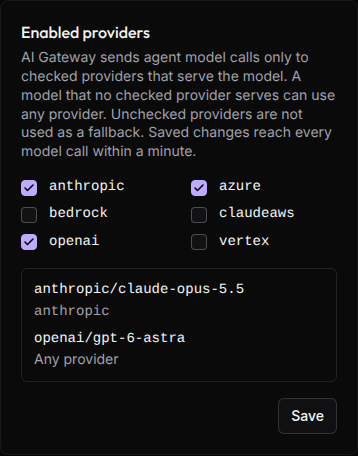 Enabled providers
AI Gateway sends agent model calls only to
checked providers that serve the model. A
model that no checked provider serves can use
any provider. Unchecked providers are not
used as a fallback. Saved changes reach every
model call within a minute.
anthropic azure
bedrock claudeaws
openai vertex
anthropic/claude-opus-5.5
anthropic
openai/gpt-6-astra
Any provider
Save